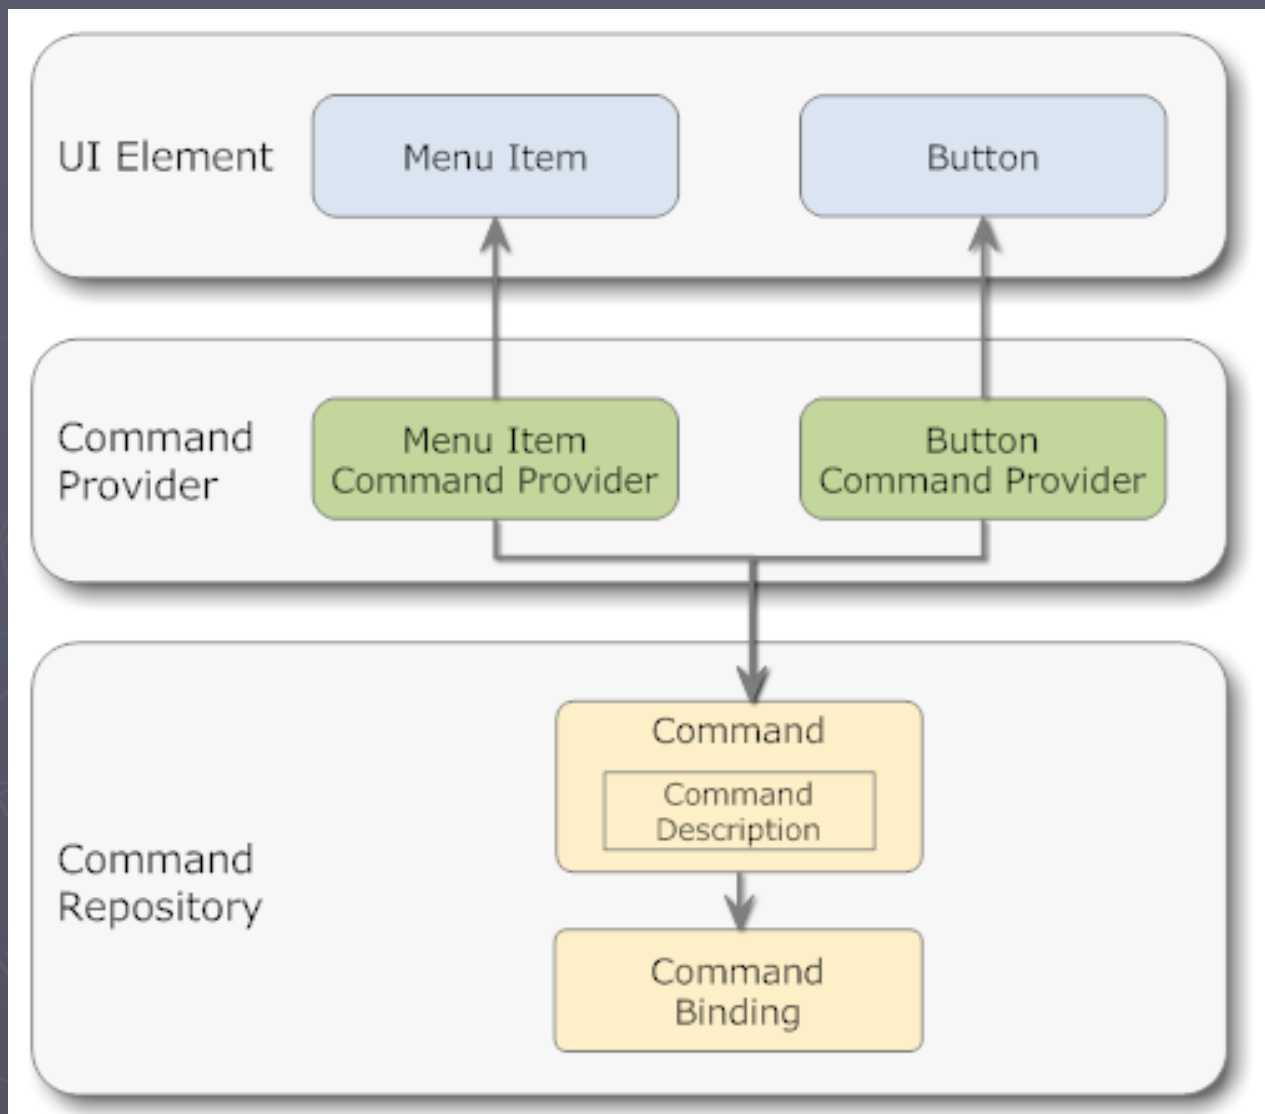 UI Element
Menu Item
Button
Command
Provider
Menu Item
Command Provider
Button
Command Provider
Command
Repository
Command
Command
Description
Command
Binding